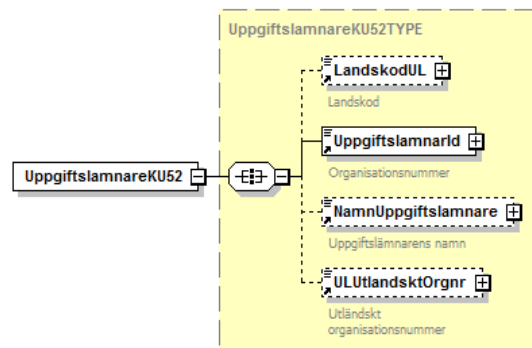 UppgiftslamnareKU52TYPE
LandskodUL
Landskod
UppgiftslamnarId
Organisationsnummer
UppgiftslamnareKU52
NamnUppgiftslamnare
Uppgiftslämnarens namn
ULUtlandsktOrgnr
Utländskt
organisationsnummer